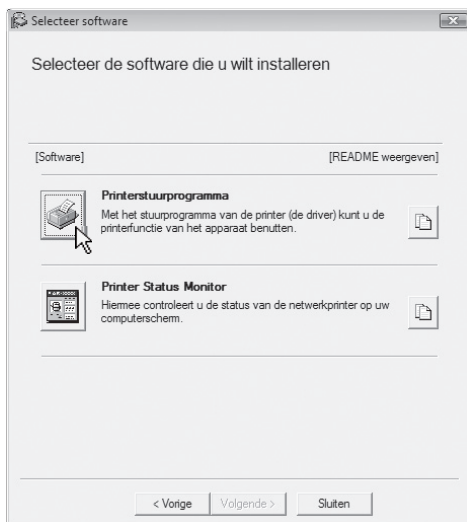 Selecteer software
Selecteer de software die u wilt installeren
[Software] [README weergeven]
Printerstuurprogramma
Met het stuurprogramma van de printer (de driver) kunt u de
printerfunctie van het apparaat benutten.
Printer Status Monitor
Hiermee controleert u de status van de netwerkprinter op uw
computerscherm.
< Vorige Volgende > Sluiten